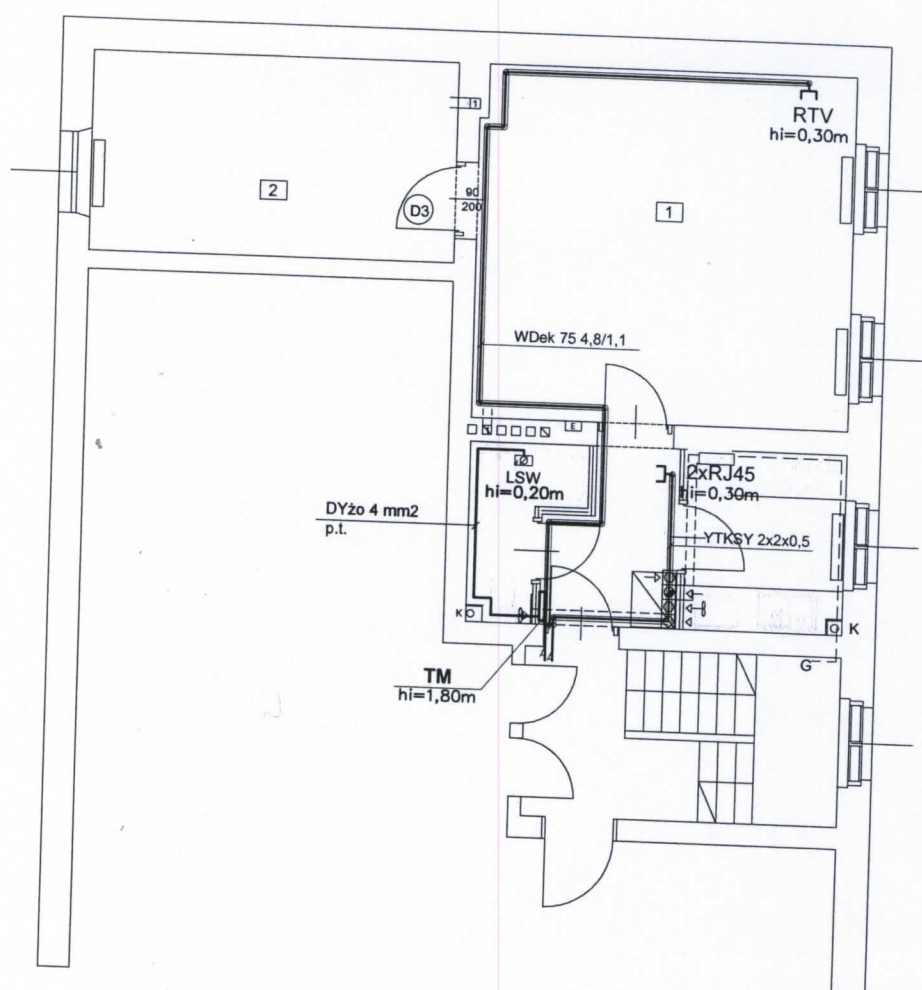 RTV
hi=0,30m
1
2
D3
90
200
1
WDek 75 4,8/1,1
E
LSW
hi=0,20m
2xRJ45
hi=0,30m
DYżo 4 mm2
p.t.
YTKSY 2x2x0,5
K
K
G
TM
hi=1,80m